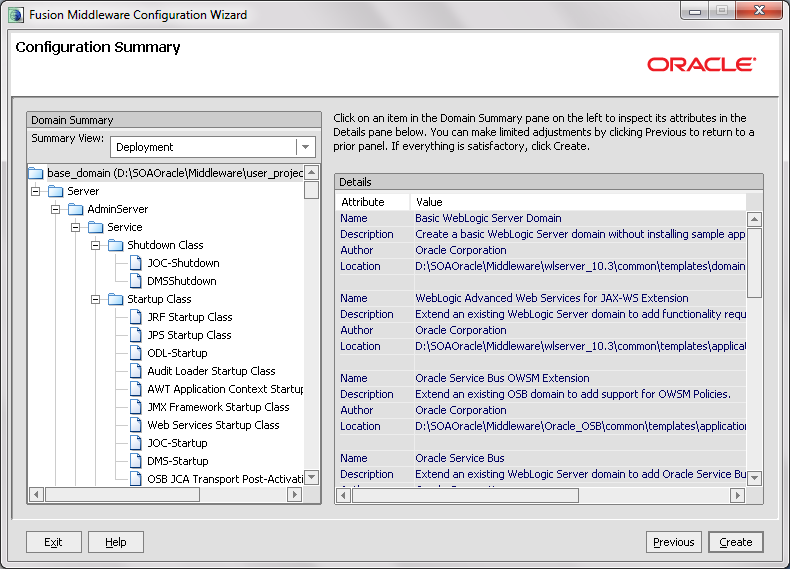 Fusion Middleware Configuration Wizard
Configuration Summary
ORACLE
Domain Summary
Summary View:
Deployment
base_domain (D:\SOAOracle\Middleware\user_projec
Server
AdminServer
Service
Shutdown Class
JOC-Shutdown
DMSShutdown
Startup Class
JRF Startup Class
JPS Startup Class
ODL-Startup
Audit Loader Startup Class
AWT Application Context Startup
JMX Framework Startup Class
Web Services Startup Class
JOC-Startup
DMS-Startup
OSB JCA Transport Post-Activati
Click on an item in the Domain Summary pane on the left to inspect its attributes in the
Details pane below. You can make limited adjustments by clicking Previous to return to a
prior panel. If everything is satisfactory, click Create.
Details
Attribute Value
Name Basic WebLogic Server Domain
Description Create a basic WebLogic Server domain without installing sample app
Author Oracle Corporation
Location D:\SOAOracle\Middleware\wlserver_10.3\common\templates\domain
Name WebLogic Advanced Web Services for JAX-WS Extension
Description Extend an existing WebLogic Server domain to add functionality requ
Author Oracle Corporation
Location D:\SOAOracle\Middleware\wlserver_10.3\common\templates\applicat
Name Oracle Service Bus OWSM Extension
Description Extend an existing OSB domain to add support for OWSM Policies.
Author Oracle Corporation
Location D:\SOAOracle\Middleware\Oracle_OSB\common\templates\application
Name Oracle Service Bus
Description Extend an existing WebLogic Server domain to add Oracle Service Bu
Exit
Help
Previous
Create